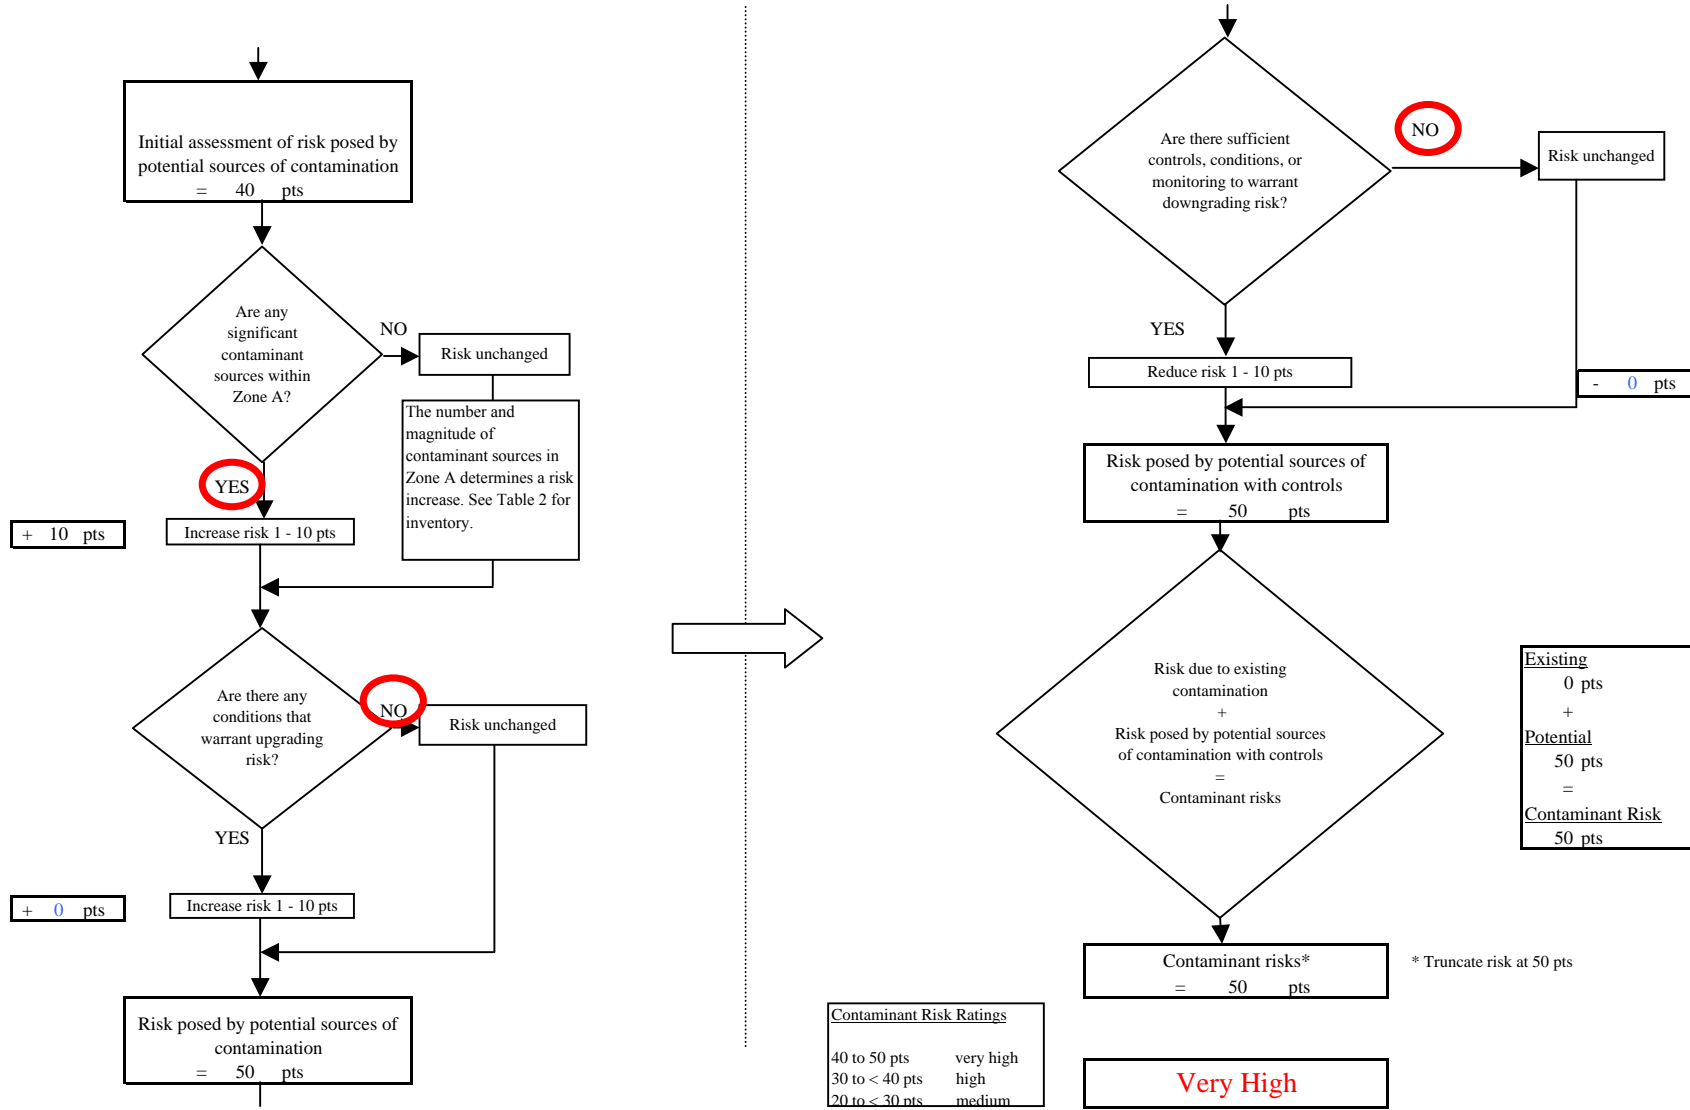 Initial assessment of risk posed by
potential sources of contamination
= 40 pts
Are any
significant
contaminant
sources within
Zone A?
NO
Risk unchanged
The number and
magnitude of
contaminant sources in
Zone A determines a risk
increase. See Table 2 for
inventory.
YES
+ 10 pts
Increase risk 1 - 10 pts
Are there any
conditions that
warrant upgrading
risk?
NO
Risk unchanged
YES
+ 0 pts
Increase risk 1 - 10 pts
Risk posed by potential sources of
contamination
= 50 pts
Are there sufficient
controls, conditions, or
monitoring to warrant
downgrading risk?
NO
Risk unchanged
YES
Reduce risk 1 - 10 pts
- 0 pts
Risk posed by potential sources of
contamination with controls
= 50 pts
Risk due to existing
contamination
+
Risk posed by potential sources
of contamination with controls
=
Contaminant risks
Existing
0 pts
+
Potential
50 pts
=
Contaminant Risk
50 pts
Contaminant risks*
= 50 pts
* Truncate risk at 50 pts
Contaminant Risk Ratings
40 to 50 pts very high
30 to < 40 pts high
20 to < 30 pts medium
Very High